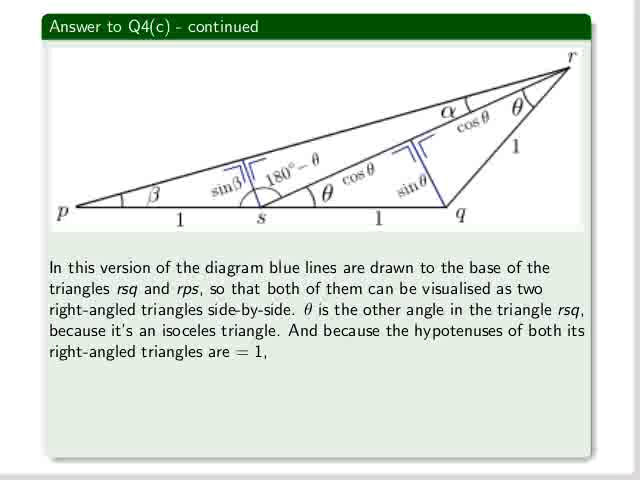 Answer to Q4(c) - continued
r
α
θ
cos θ
1
180° − θ
sin β
cos θ
sin θ
β
θ
p
1
s
1
q
In this version of the diagram blue lines are drawn to the base of the
triangles rsq and rps, so that both of them can be visualised as two
right-angled triangles side-by-side. θ is the other angle in the triangle rsq,
because it's an isoceles triangle. And because the hypotenuses of both its
right-angled triangles are = 1,